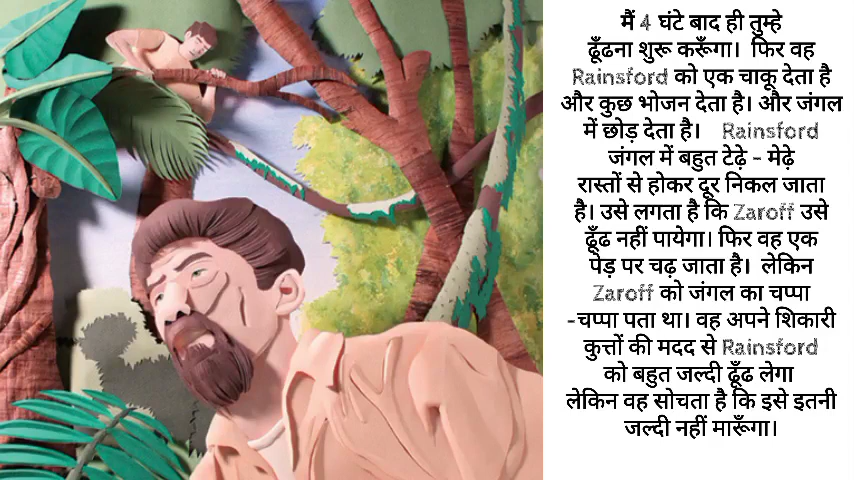 मैं 4 घंटे बाद ही तुम्हे
ढूँढना शुरू करूँगा। फिर वह
Rainsford को एक चाकू देता है
और कुछ भोजन देता है। और जंगल
में छोड़ देता है। Rainsford
जंगल में बहुत टेढ़े - मेढ़े
रास्तों से होकर दूर निकल जाता
है। उसे लगता है कि Zaroff उसे
ढूँढ नहीं पायेगा। फिर वह एक
पेड़ पर चढ़ जाता है। लेकिन
Zaroff को जंगल का चप्पा
-चप्पा पता था। वह अपने शिकारी
कुत्तों की मदद से Rainsford
को बहुत जल्दी ढूँढ लेगा
लेकिन वह सोचता है कि इसे इतनी
जल्दी नहीं मारूँगा।